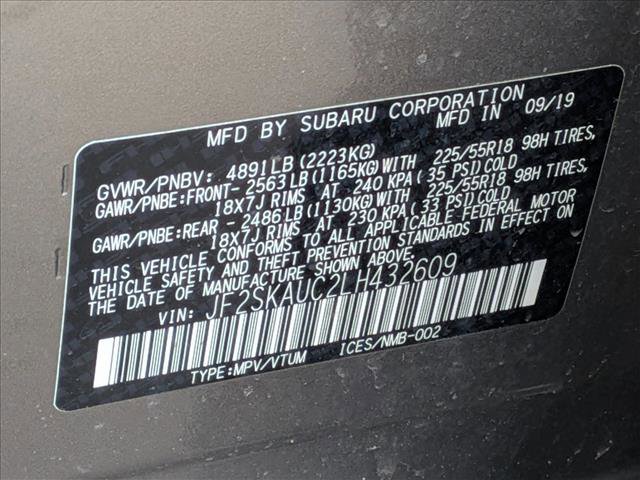 MFD BY SUBARU CORPORATION
MFD IN 09/19
GVWR/PNBV: 4891LB (2223KG)
GAWR/PNBE:FRONT- 2563LB (1165KG)WITH 225/55R18 98H TIRES,
18X7J RIMS AT 240 KPA (35 PSI) COLD
GAWR/PNBE:REAR - 2486LB (1130KG)WITH 225/55R18 98H TIRES,
18X7J RIMS AT 230 KPA (33 PSI) COLD
THIS VEHICLE CONFORMS TO ALL APPLICABLE FEDERAL MOTOR
VEHICLE SAFETY AND THEFT PREVENTION STANDARDS IN EFFECT ON
THE DATE OF MANUFACTURE SHOWN ABOVE.
VIN: JF2SKAUC2LH432609
TYPE:MPV/VTUM ICES/NMB-002